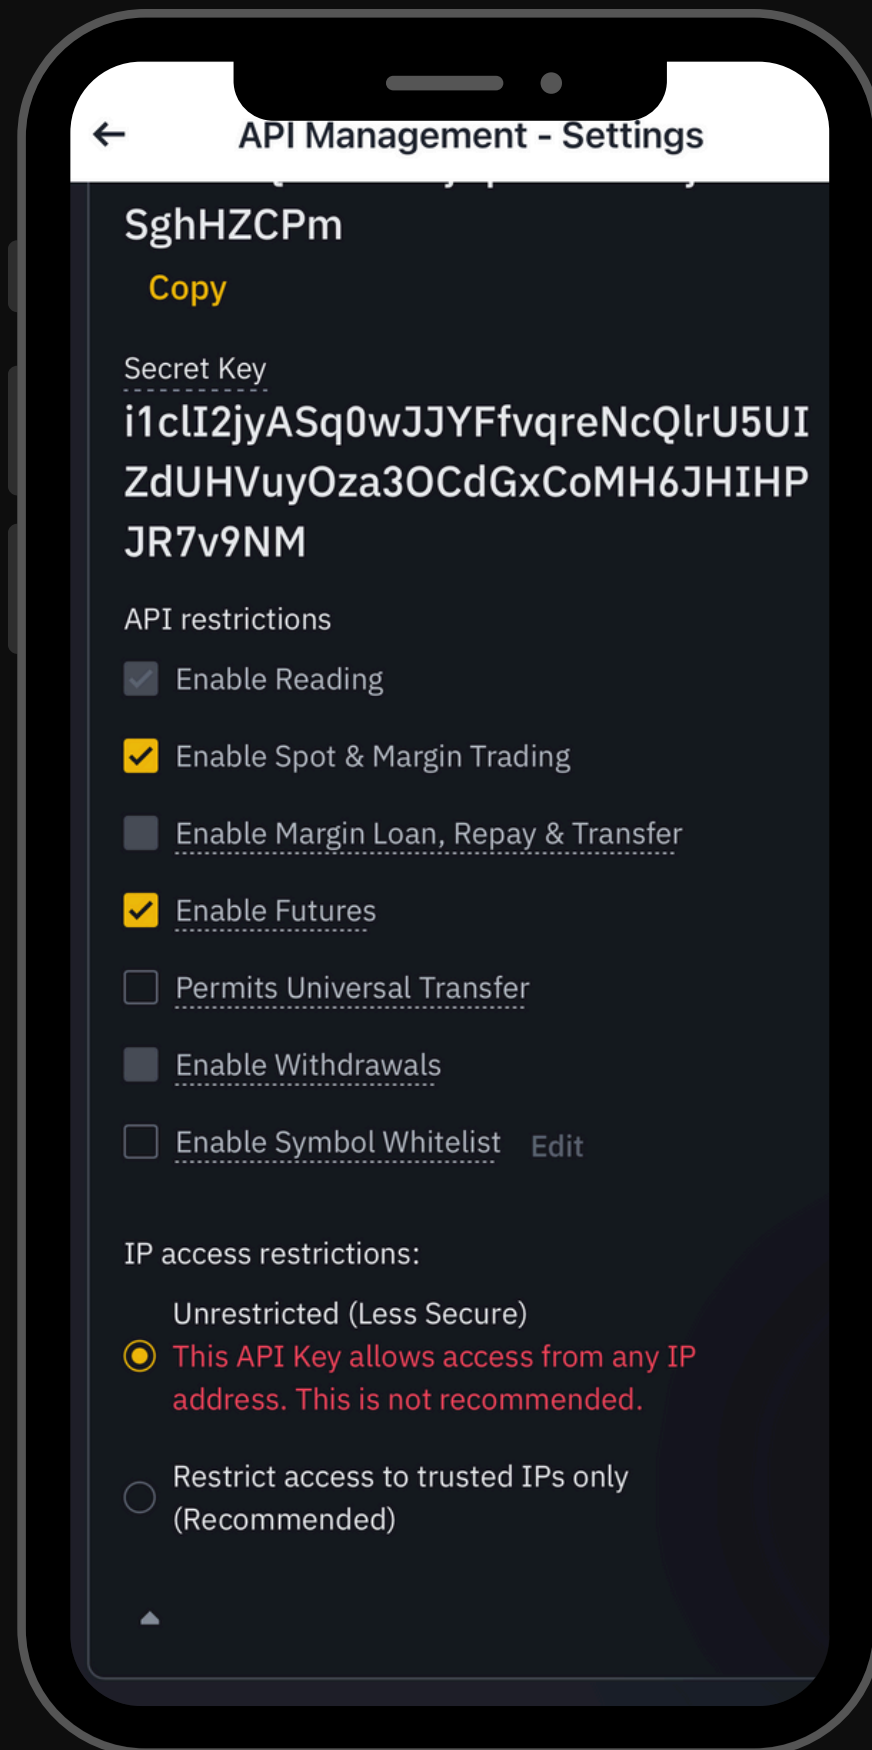 API Management - Settings
SghHZCPm
Copy
Secret Key
i1clI2jyASq0wJJYFfvqreNcQlrU5UI
ZdUHVuyOza3OCdGxCoMH6JHIHP
JR7v9NM
API restrictions
Enable Reading
Enable Spot & Margin Trading
Enable Margin Loan, Repay & Transfer
Enable Futures
Permits Universal Transfer
Enable Withdrawals
Enable Symbol Whitelist Edit
IP access restrictions:
Unrestricted (Less Secure)
This API Key allows access from any IP
address. This is not recommended.
Restrict access to trusted IPs only
(Recommended)